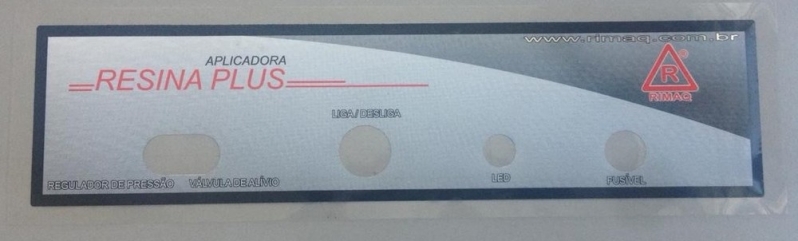 www.rimaq.com.br
APLICADORA
RESINA PLUS
R
RIMAQ
LIGA/DESLIGA
REGULADOR DE PRESSÃO VÁLVULA DE ALÍVIO
LED
FUSÍVEL